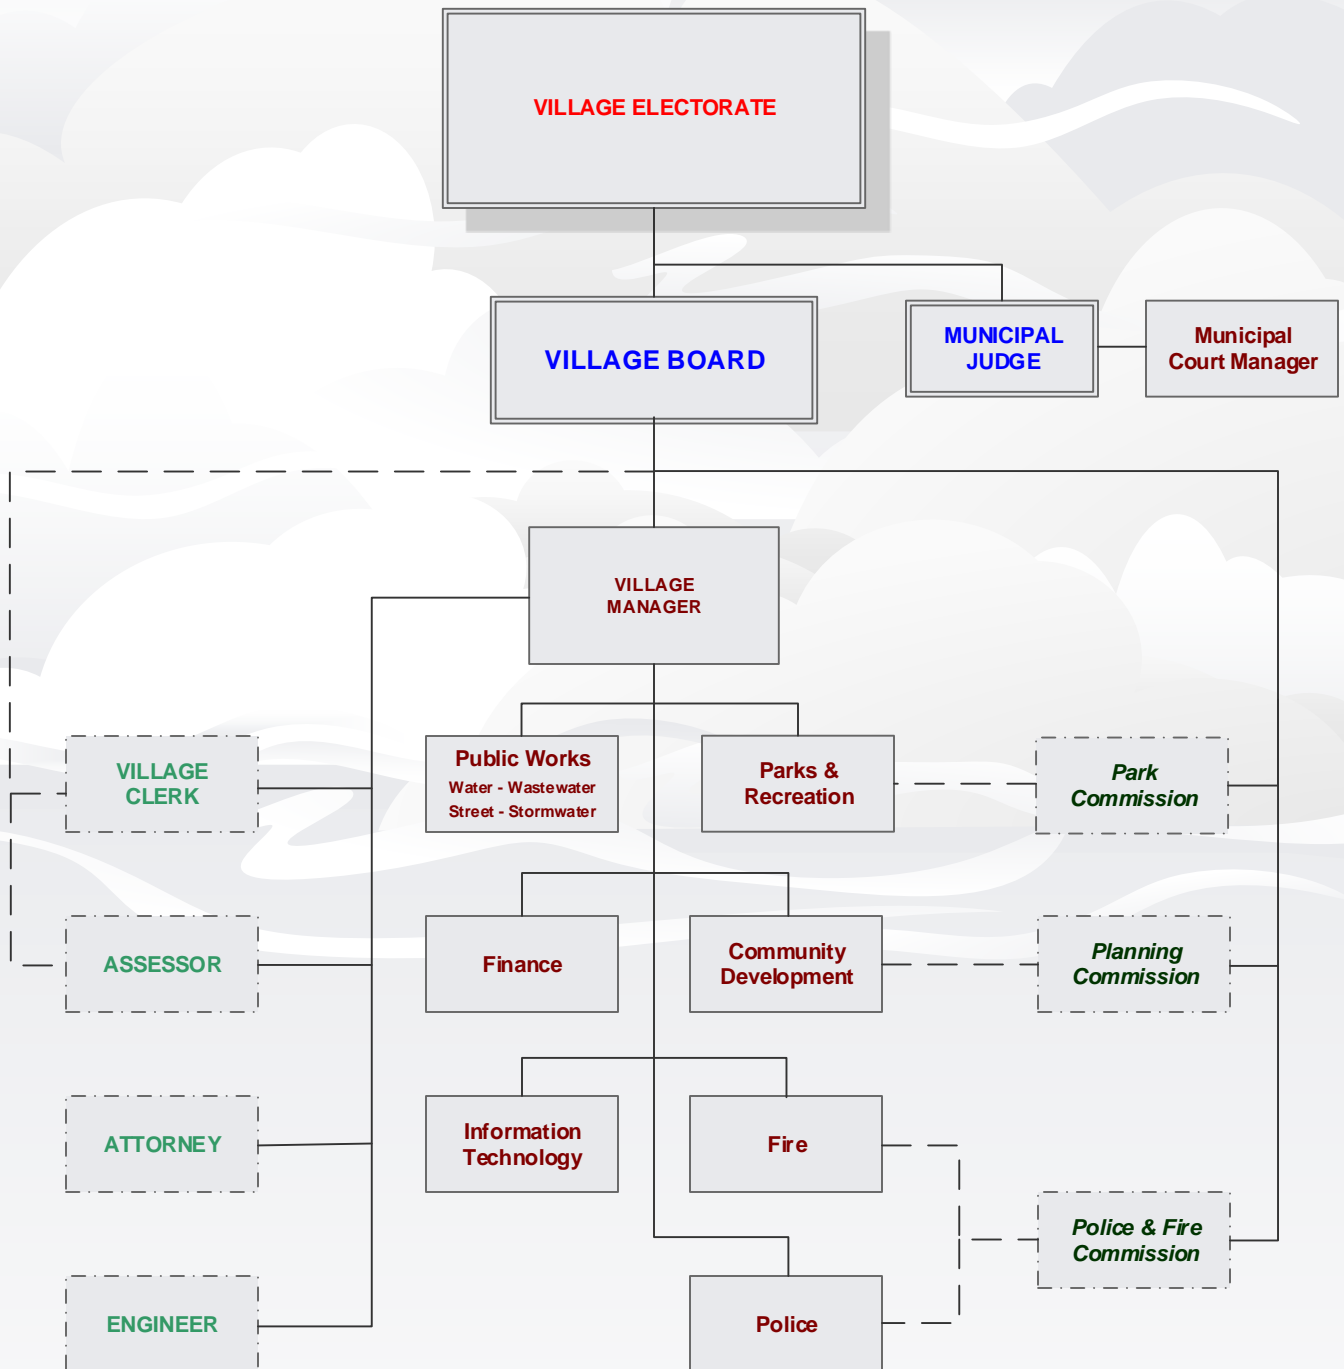 VILLAGE ELECTORATE
VILLAGE BOARD
MUNICIPAL
JUDGE
Municipal
Court Manager
VILLAGE
MANAGER
VILLAGE
CLERK
Public Works
Water - Wastewater
Street - Stormwater
Parks &
Recreation
Park
Commission
ASSESSOR
Finance
Community
Development
Planning
Commission
ATTORNEY
Information
Technology
Fire
Police & Fire
Commission
ENGINEER
Police